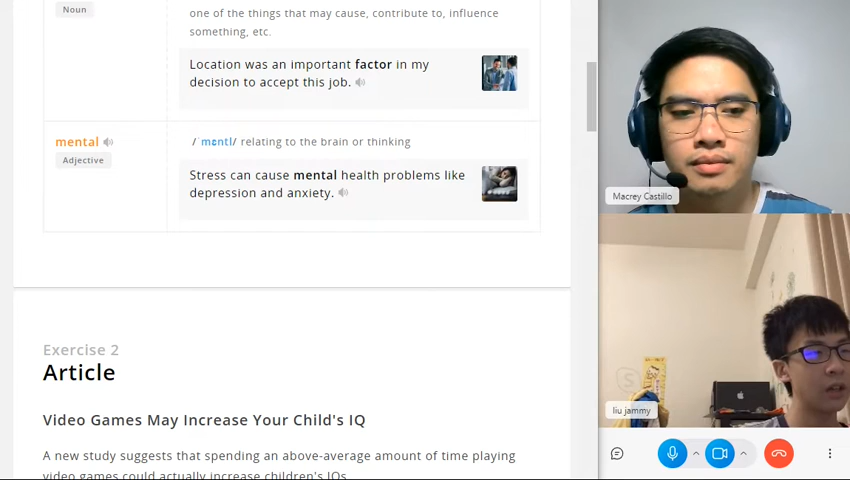 Noun
one of the things that may cause, contribute to, influence
something, etc.
Location was an important factor in my
decision to accept this job.
mental
Adjective
/ˈmɛntl/ relating to the brain or thinking
Stress can cause mental health problems like
depression and anxiety.
Exercise 2
Article
Video Games May Increase Your Child's IQ
A new study suggests that spending an above-average amount of time playing
video games could actually increase children's IQs.
Macrey Castillo
liu jammy